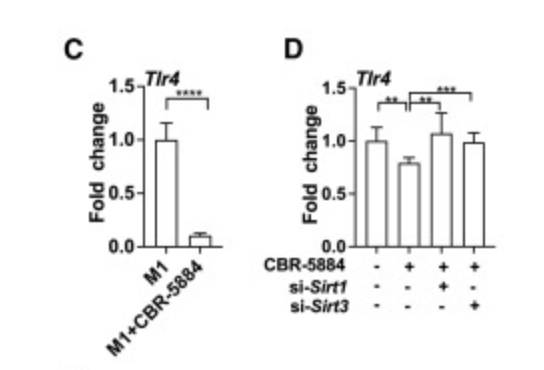 C
D
Tlr4
Fold change
1.5
1.0
0.5
0.0
****
M1
M1+CBR-5884
Tlr4
Fold change
1.5
1.0
0.5
0.0
** ** ***
CBR-5884 - + + +
si-Sirt1 - - + -
si-Sirt3 - - - +